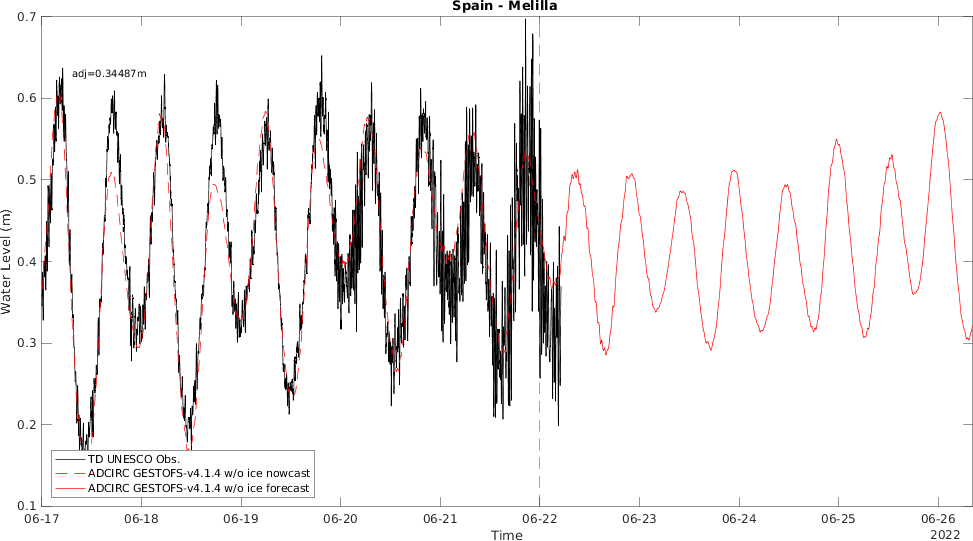 Spain - Melilla
0.7
adj=0.34487m
0.6
0.5
0.4
0.3
0.2
0.1
Water Level (m)
TD UNESCO Obs.
ADCIRC GESTOFS-v4.1.4 w/o ice nowcast
ADCIRC GESTOFS-v4.1.4 w/o ice forecast
06-17 06-18 06-19 06-20 06-21 06-22 06-23 06-24 06-25 06-26
Time 2022